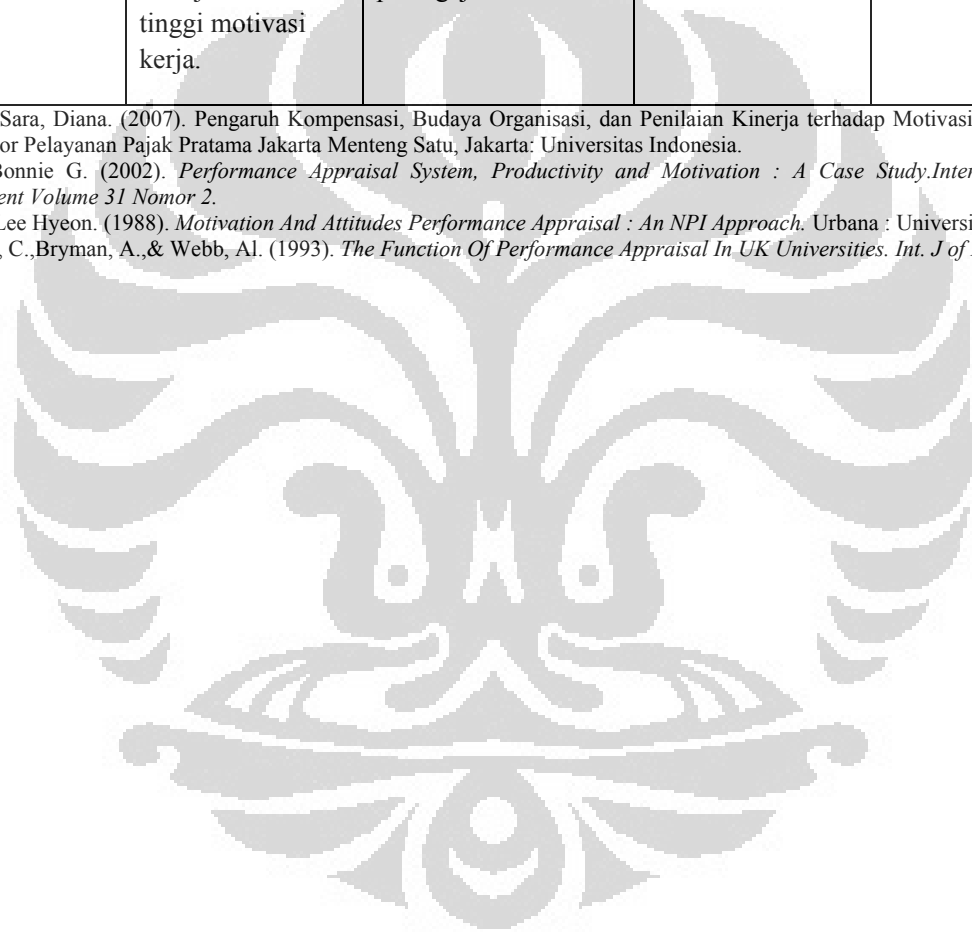 tinggi motivasi
kerja.
Sara, Diana. (2007). Pengaruh Kompensasi, Budaya Organisasi, dan Penilaian Kinerja terhadap Motivasi
or Pelayanan Pajak Pratama Jakarta Menteng Satu, Jakarta: Universitas Indonesia.
Bonnie G. (2002). Performance Appraisal System, Productivity and Motivation : A Case Study.Inter
ent Volume 31 Nomor 2.
Lee Hyeon. (1988). Motivation And Attitudes Performance Appraisal : An NPI Approach. Urbana : Universi
, C.,Bryman, A.,& Webb, Al. (1993). The Function Of Performance Appraisal In UK Universities. Int. J of